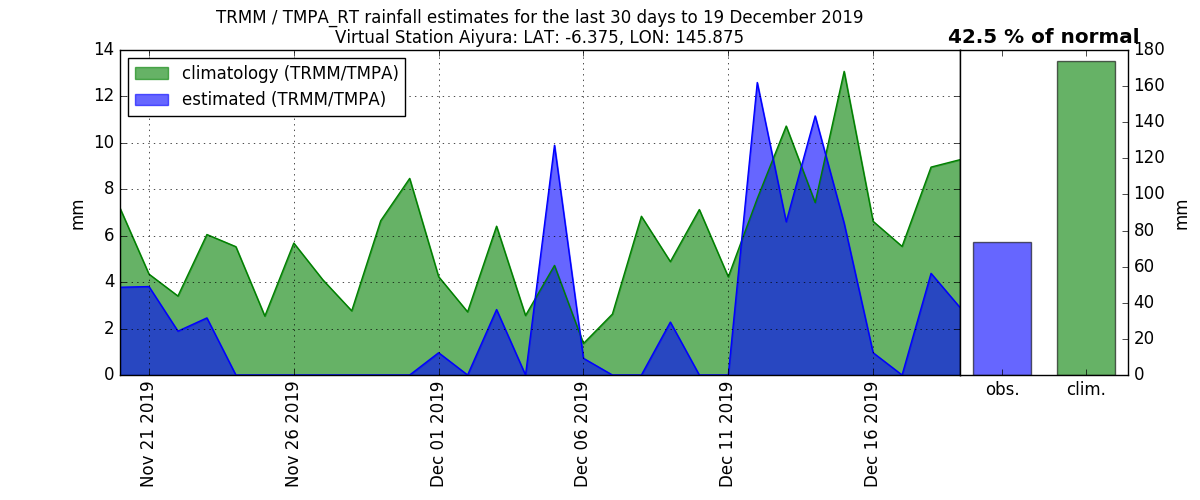 TRMM / TMPA_RT rainfall estimates for the last 30 days to 19 December 2019
Virtual Station Aiyura: LAT: -6.375, LON: 145.875
42.5 % of normal
climatology (TRMM/TMPA)
estimated (TRMM/TMPA)
mm
14
12
10
8
6
4
2
0
Nov 21 2019
Nov 26 2019
Dec 01 2019
Dec 06 2019
Dec 11 2019
Dec 16 2019
obs.
clim.
180
160
140
120
100
80
60
40
20
0
mm